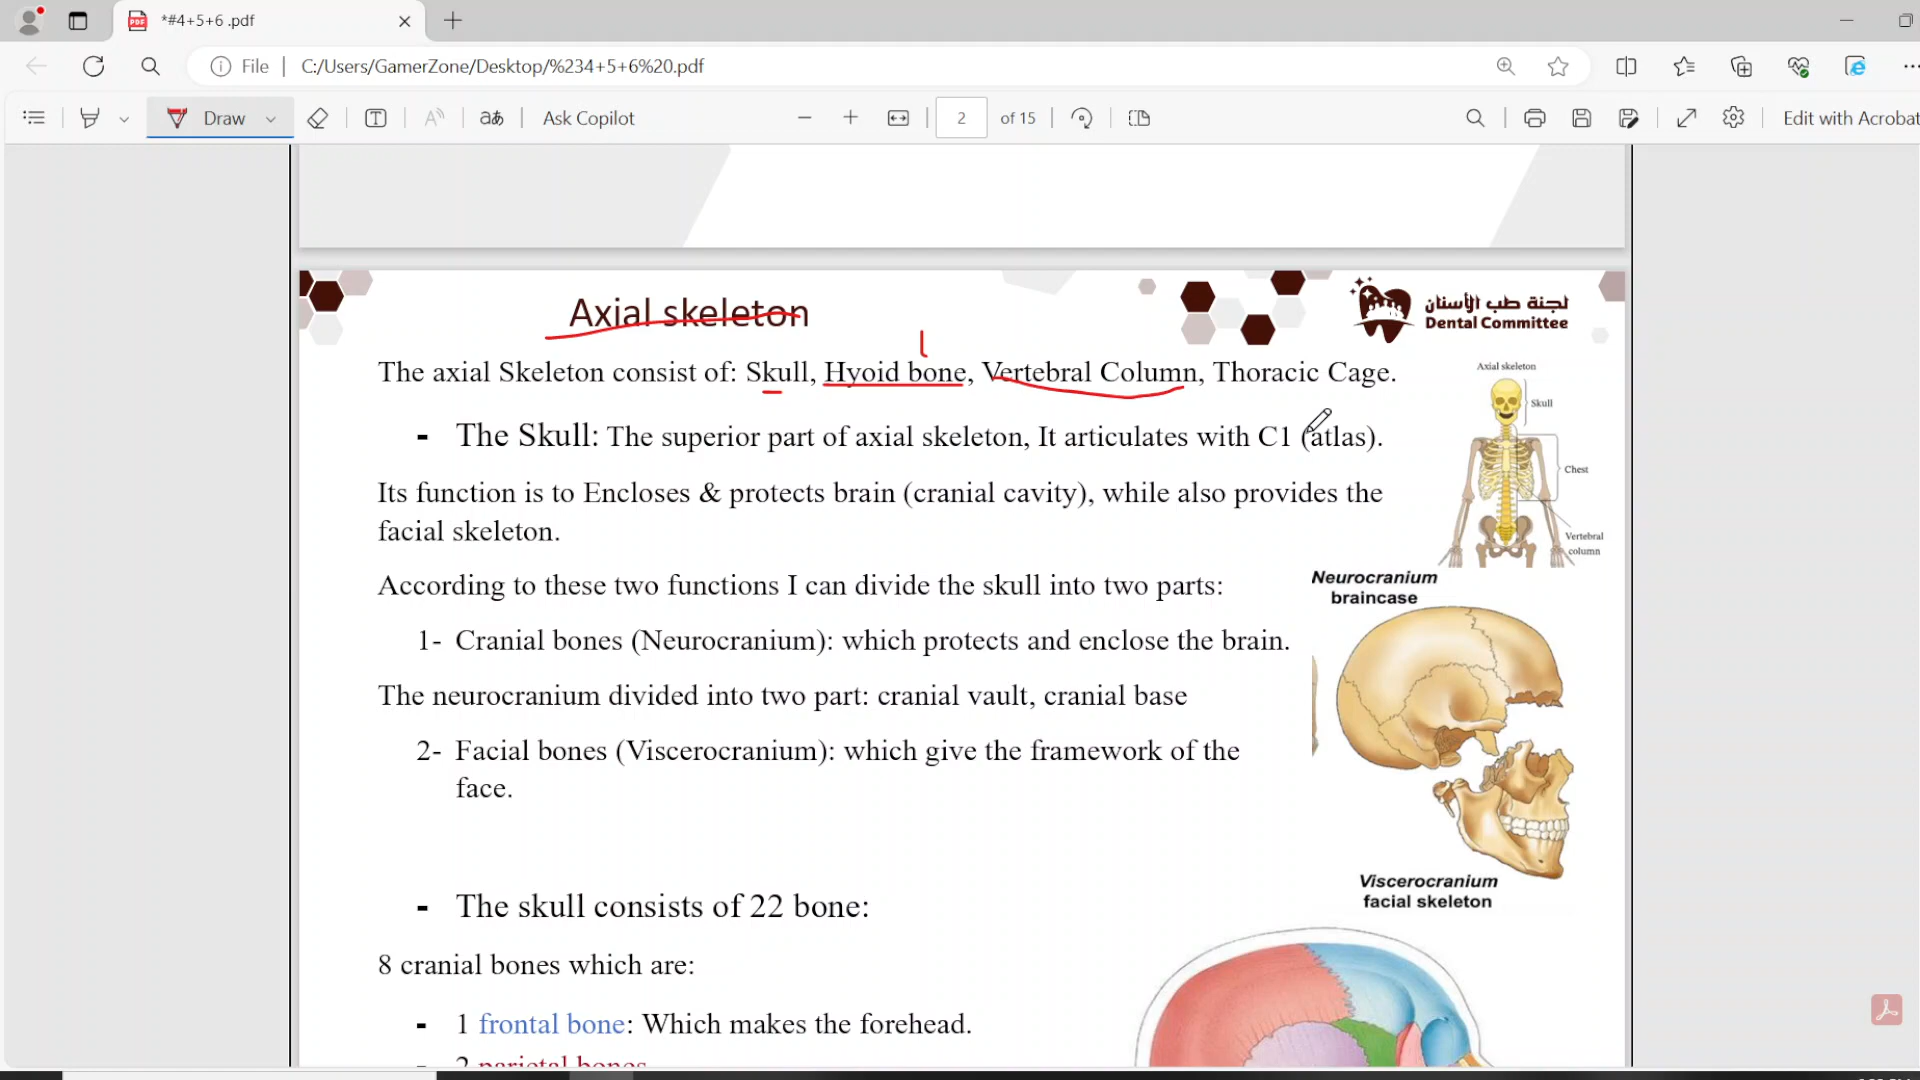 *#4+5+6 .pdf
File
C:/Users/GamerZone/Desktop/%234+5+6%20.pdf
Draw
Ask Copilot
2
of 15
Edit with Acrobat
Axial skeleton
لجنة طب الأسنان
Dental Committee
The axial Skeleton consist of: Skull, Hyoid bone, Vertebral Column, Thoracic Cage.
Axial skeleton
Skull
Chest
Vertebral
column
- The Skull: The superior part of axial skeleton, It articulates with C1 (atlas).
Its function is to Encloses & protects brain (cranial cavity), while also provides the
facial skeleton.
According to these two functions I can divide the skull into two parts:
Neurocranium
braincase
1- Cranial bones (Neurocranium): which protects and enclose the brain.
The neurocranium divided into two part: cranial vault, cranial base
2- Facial bones (Viscerocranium): which give the framework of the
face.
Viscerocranium
facial skeleton
- The skull consists of 22 bone:
8 cranial bones which are:
- 1 frontal bone: Which makes the forehead.
- 2 parietal bones